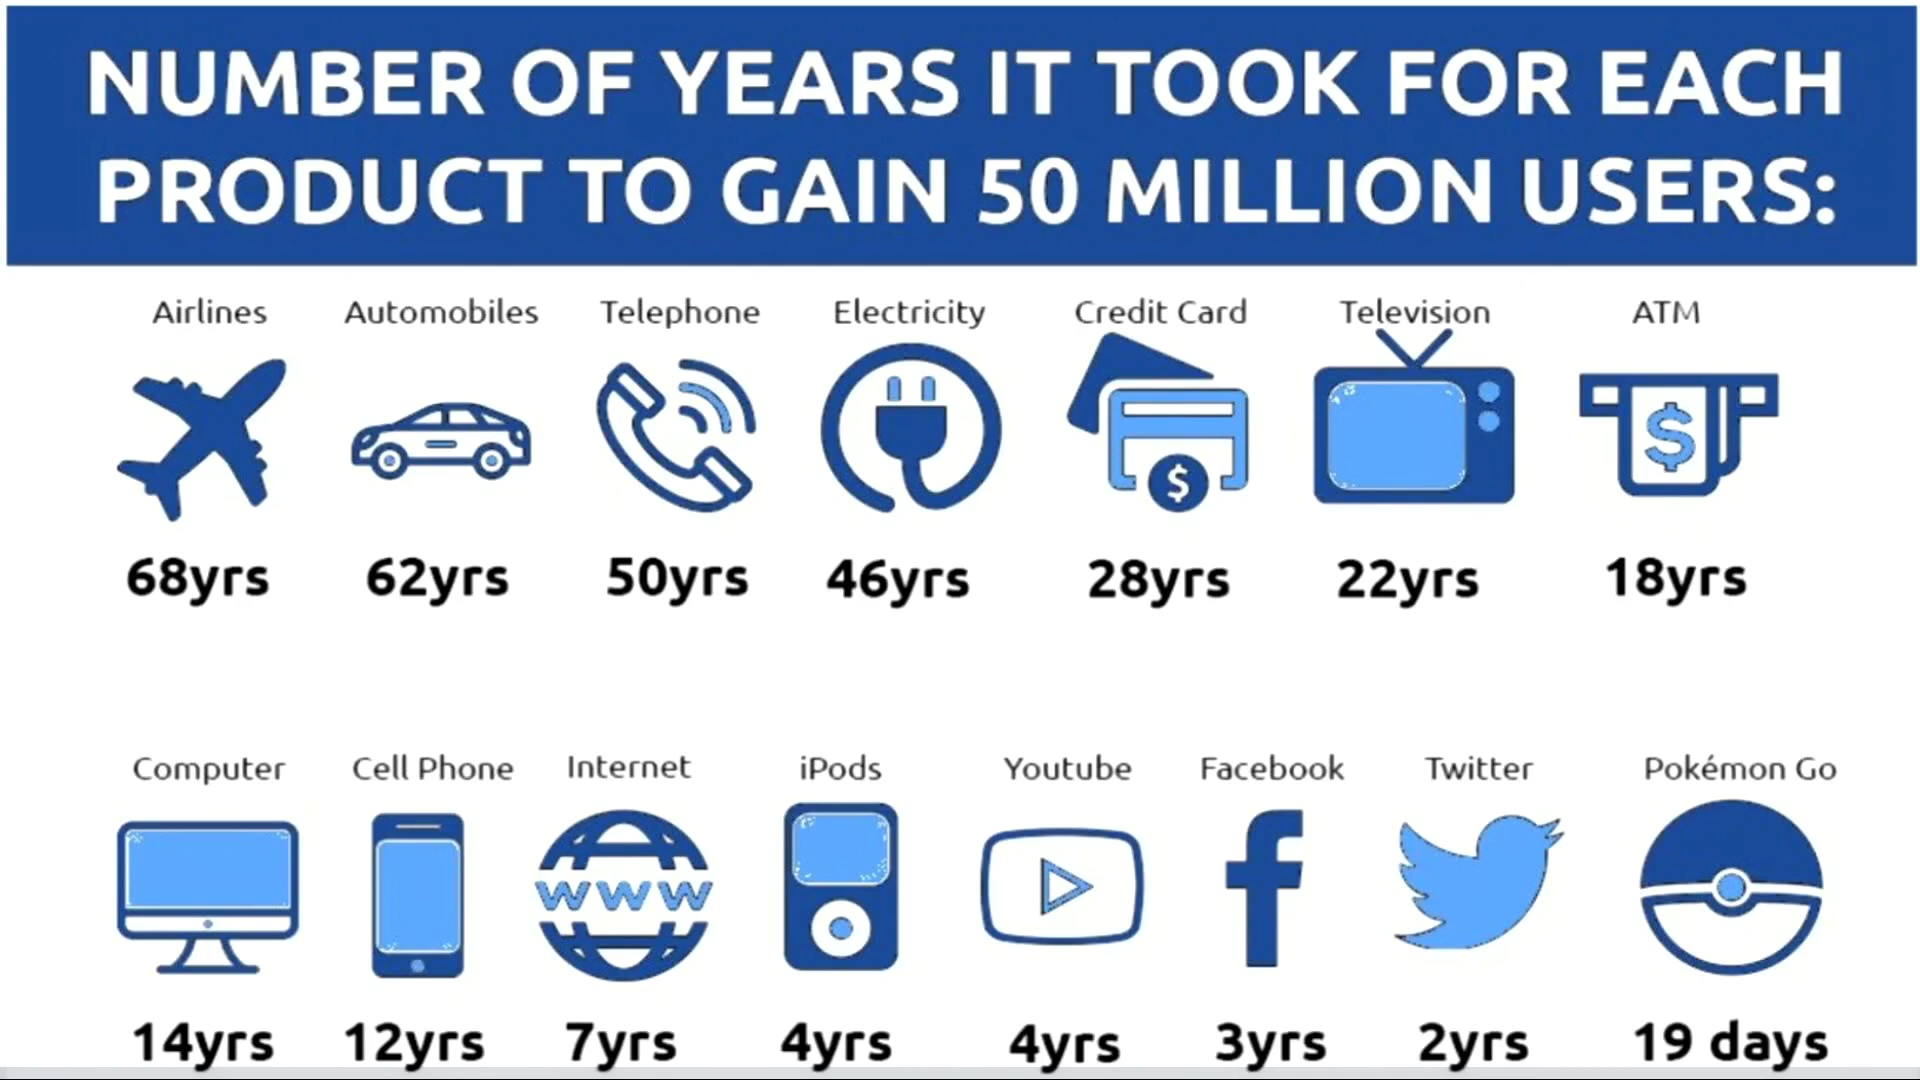 NUMBER OF YEARS IT TOOK FOR EACH
PRODUCT TO GAIN 50 MILLION USERS:
Airlines Automobiles Telephone Electricity Credit Card Television ATM
$ $
68yrs 62yrs 50yrs 46yrs 28yrs 22yrs 18yrs
Computer Cell Phone Internet iPods Youtube Facebook Twitter Pokémon Go
www f
14yrs 12yrs 7yrs 4yrs 4yrs 3yrs 2yrs 19 days